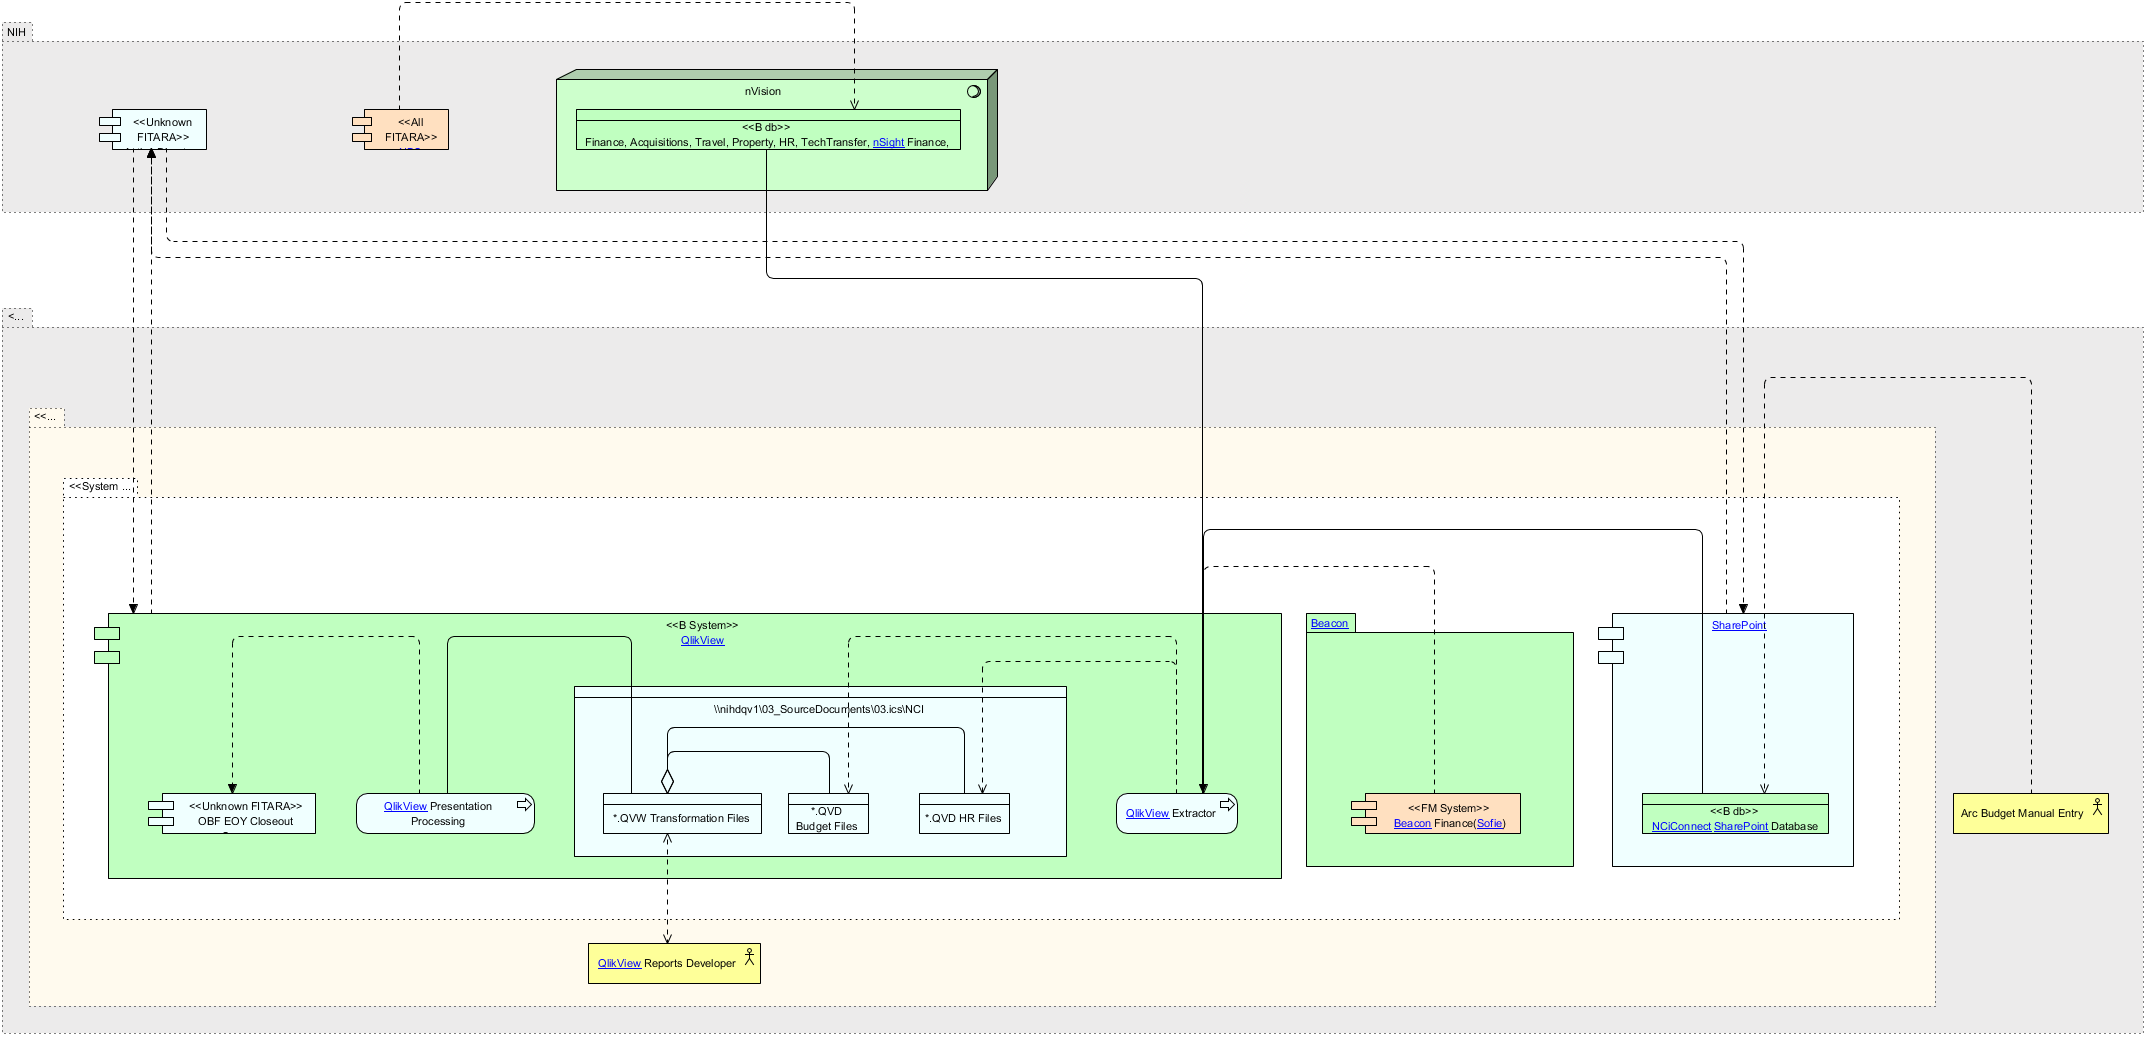 NIH
nVision
<<Unknown
FITARA>>
<<All
FITARA>>
<<B db>>
Finance, Acquisitions, Travel, Property, HR, TechTransfer, nSight Finance,
<...
<<...
<<System ...
<<B System>>
QlikView
Beacon
SharePoint
\\nihdqv1\03_SourceDocuments\03.ics\NCI
<<Unknown FITARA>>
OBF EOY Closeout
QlikView Presentation
Processing
*.QVW Transformation Files
*.QVD
Budget Files
*.QVD HR Files
QlikView Extractor
<<FM System>>
Beacon Finance(Sofie)
<<B db>>
NCiConnect SharePoint Database
Arc Budget Manual Entry
QlikView Reports Developer